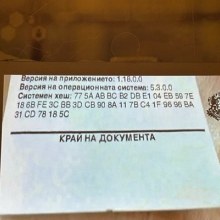 Версия на приложението: 1.16.0.0
Версия на операционната система: 5.3.0.0
Системен хеш: 77 5A AB BC B2 DB E1 04 EB 59 7E
18 6B FE 3C BB 3D CB 90 8A 11 7B C4 1F 96 96 BA
31 CD 78 18 5C
КРАЙ НА ДОКУМЕНТА